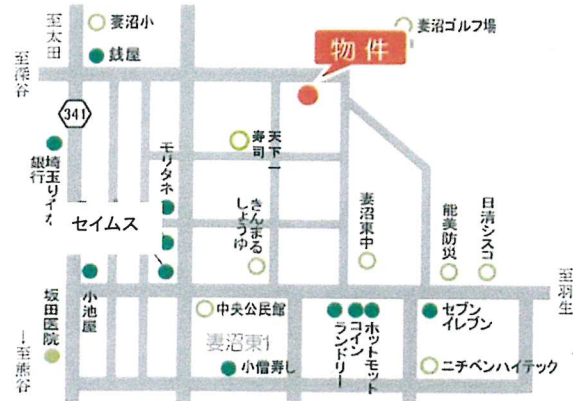 至太田
妻沼小
銭屋
至深谷
341
妻沼ゴルフ場
物件
埼玉りそな
銀行
モリタネ
天下一
寿司
セイムス
きんまる
しょうゆ
妻沼東中
能美防災
日清シスコ
至羽生
坂田医院
小池屋
中央公民館
妻沼東
小僧寿し
コイン
ランドリー
ホットモット
セブン
イレブン
ニチベンハイテック
至熊谷